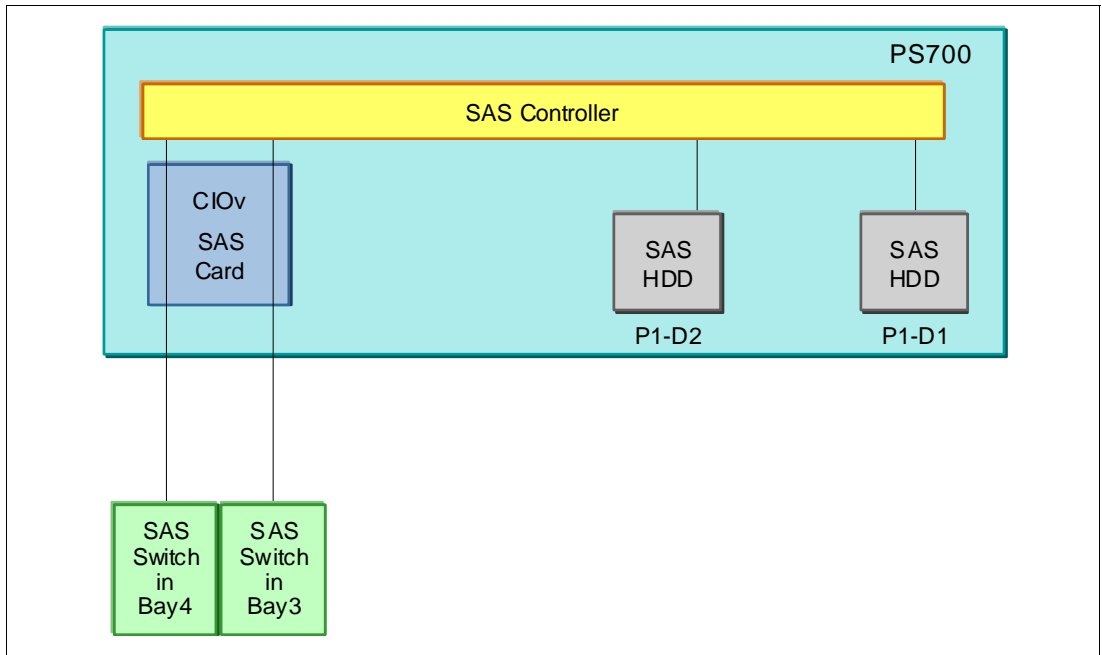 PS700
SAS Controller
CIOv
SAS
Card
SAS
HDD
P1-D2
SAS
HDD
P1-D1
SAS
Switch
in
Bay4
SAS
Switch
in
Bay3